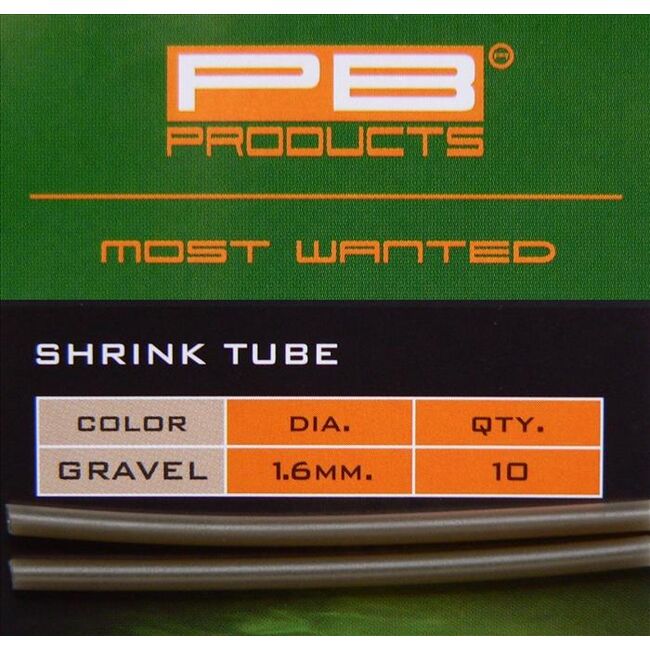 PB
PRODUCTS
MOST WANTED
SHRINK TUBE
COLOR DIA. QTY.
GRAVEL 1.6MM. 10